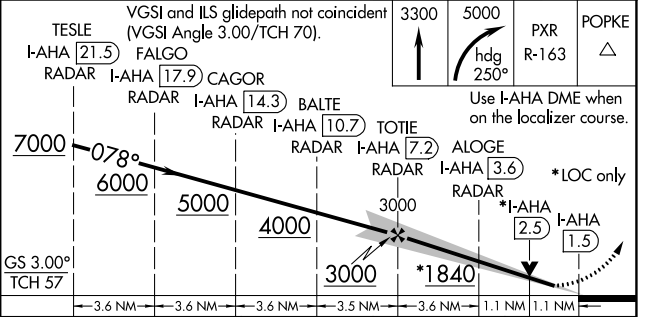 VGSI and ILS glidepath not coincident
(VGSI Angle 3.00/TCH 70).
3300
5000
hdg
250°
PXR
R-163
POPKE
Use I-AHA DME when
on the localizer course.
TESLE
I-AHA 21.5
RADAR
FALGO
I-AHA 17.9
RADAR
CAGOR
I-AHA 14.3
RADAR
BALTE
I-AHA 10.7
RADAR
TOTIE
I-AHA 7.2
RADAR
ALOGE
I-AHA 3.6
RADAR
*LOC only
*I-AHA
2.5
I-AHA
1.5
7000
078°
6000
5000
4000
3000
3000
*1840
GS 3.00°
TCH 57
3.6 NM
3.6 NM
3.6 NM
3.5 NM
3.6 NM
1.1 NM
1.1 NM